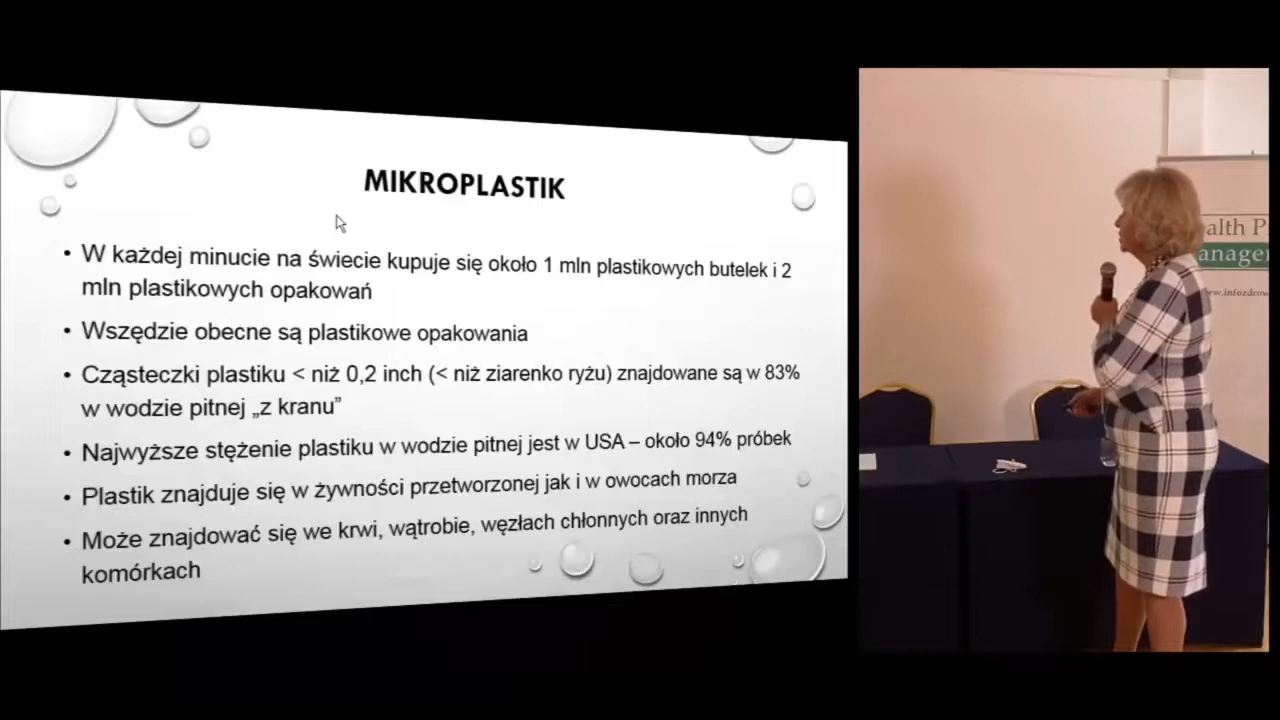 MIKROPLASTIK
• W każdej minucie na świecie kupuje się około 1 mln plastikowych butelek i 2
mln plastikowych opakowań
• Wszędzie obecne są plastikowe opakowania
• Cząsteczki plastiku < niż 0,2 inch (< niż ziarenko ryżu) znajdowane są w 83%
w wodzie pitnej „z kranu”
• Najwyższe stężenie plastiku w wodzie pitnej jest w USA – około 94% próbek
• Plastik znajduje się w żywności przetworzonej jak i w owocach morza
• Może znajdować się we krwi, wątrobie, węzłach chłonnych oraz innych
komórkach